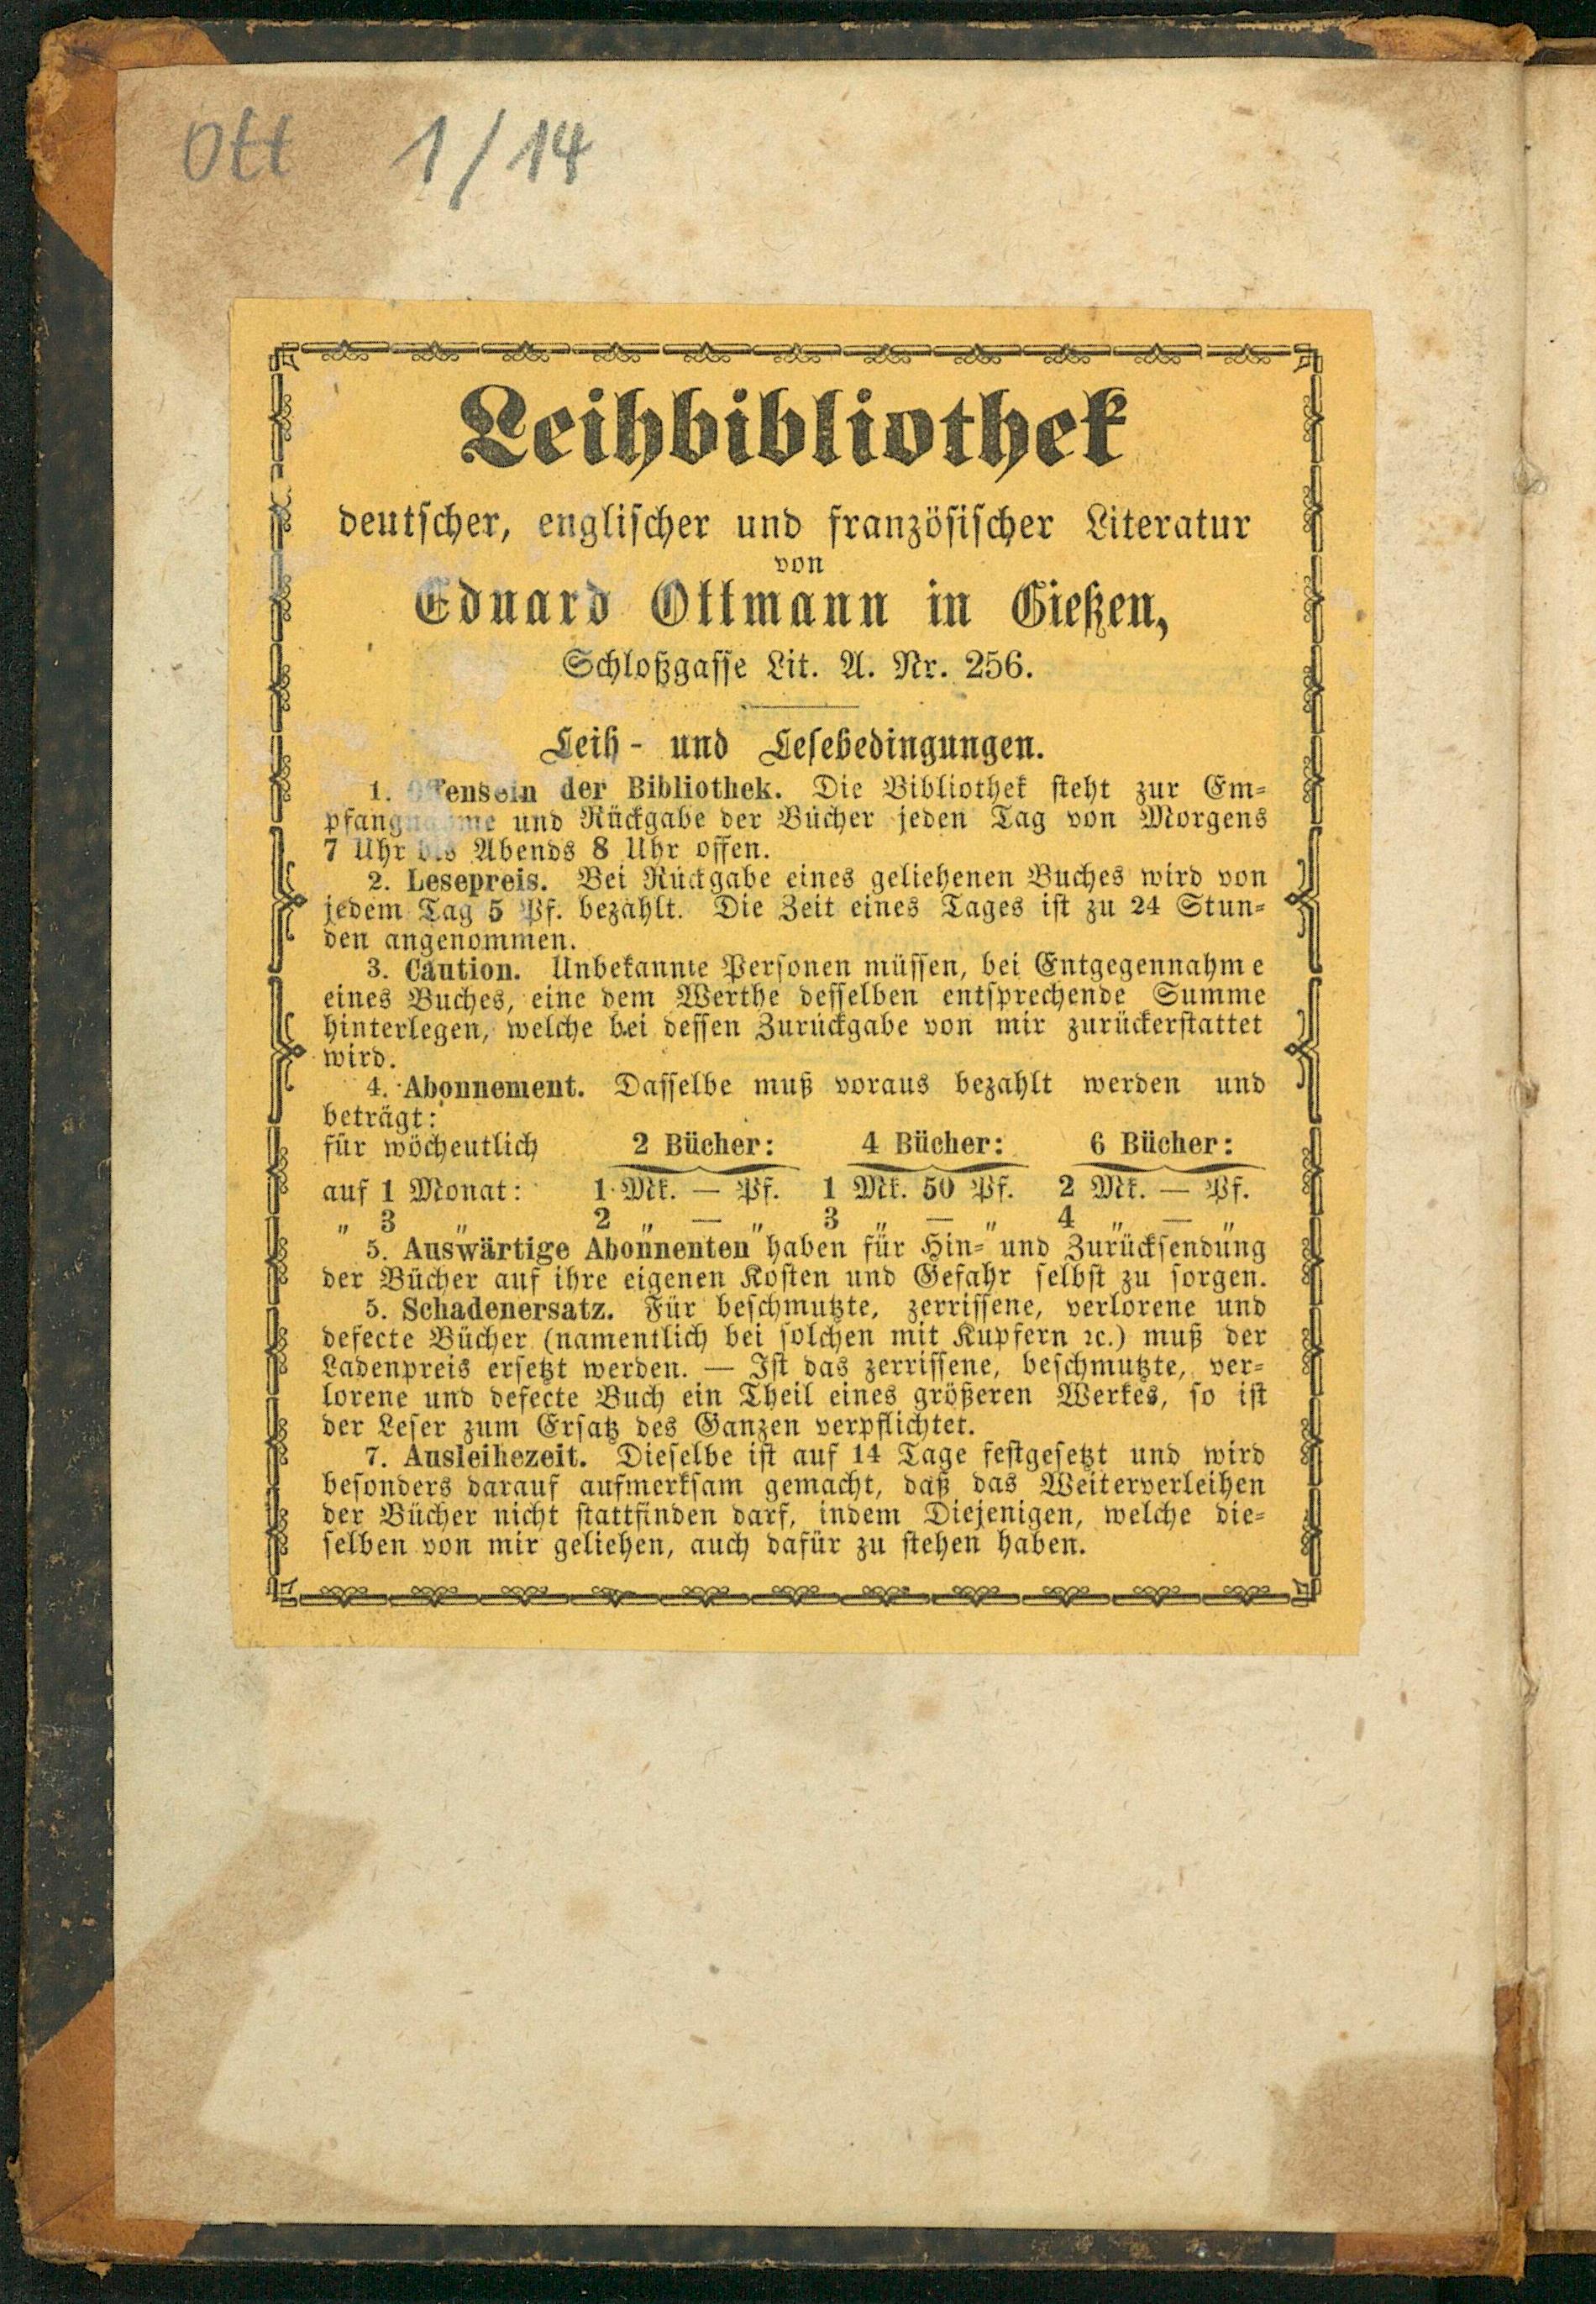 Ott 1/14
Leihbibliothek
deutscher, englischer und französischer Literatur
von
Eduard Ottmann in Gießen,
Schloßgasse Lit. A. Nr. 256.
Leih- und Lesebedingungen.
1. Offensein der Bibliothek. Die Bibliothek steht zur Em-
pfangnahme und Rückgabe der Bücher jeden Tag von Morgens
7 Uhr bis Abends 8 Uhr offen.
2. Lesepreis. Bei Rückgabe eines geliehenen Buches wird von
jedem Tag 5 Pf. bezahlt. Die Zeit eines Tages ist zu 24 Stun-
den angenommen.
3. Caution. Unbekannte Personen müssen, bei Entgegennahme
eines Buches, eine dem Werthe desselben entsprechende Summe
hinterlegen, welche bei dessen Zurückgabe von mir zurückerstattet
wird.
4. Abonnement. Dasselbe muß voraus bezahlt werden und
beträgt:
für wöchentlich 2 Bücher: 4 Bücher: 6 Bücher:
auf 1 Monat: 1 Mk. — Pf. 1 Mk. 50 Pf. 2 Mk. — Pf.
„ 3 „ 2 „ — „ 3 „ — „ 4 „ — „
5. Auswärtige Abonnenten haben für Hin- und Zurücksendung
der Bücher auf ihre eigenen Kosten und Gefahr selbst zu sorgen.
5. Schadenersatz. Für beschmutzte, zerrissene, verlorene und
defecte Bücher (namentlich bei solchen mit Kupfern ꝛc.) muß der
Ladenpreis ersetzt werden. — Ist das zerrissene, beschmutzte, ver-
lorene und defecte Buch ein Theil eines größeren Werkes, so ist
der Leser zum Ersatz des Ganzen verpflichtet.
7. Ausleihezeit. Dieselbe ist auf 14 Tage festgesetzt und wird
besonders darauf aufmerksam gemacht, daß das Weiterverleihen
der Bücher nicht stattfinden darf, indem Diejenigen, welche die-
selben von mir geliehen, auch dafür zu stehen haben.